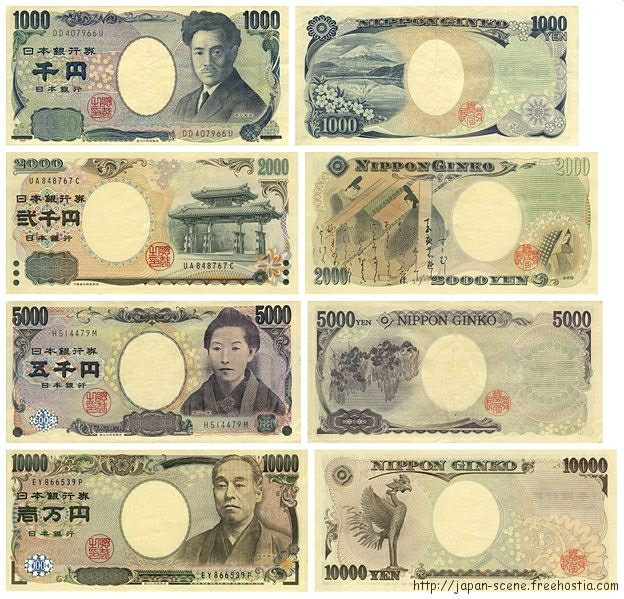 1000 1000
DD407966U
日本銀行券
千円
日本銀行
DD407966U
NIPPON GINKO
1000
YEN
1000
2000 2000
UA848767C
日本銀行券
弐千円
日本銀行
UA848767C
NIPPON GINKO
2000
2000
2000 YEN
5000 5000
H514479M
日本銀行券
五千円
日本銀行
H514479M
5000 YEN
NIPPON GINKO
5000
10000 10000
EY866539P
日本銀行券
壱万円
日本銀行
EY866539P
NIPPON GINKO
10000
10000 YEN
http://japan-scene.freehostia.com